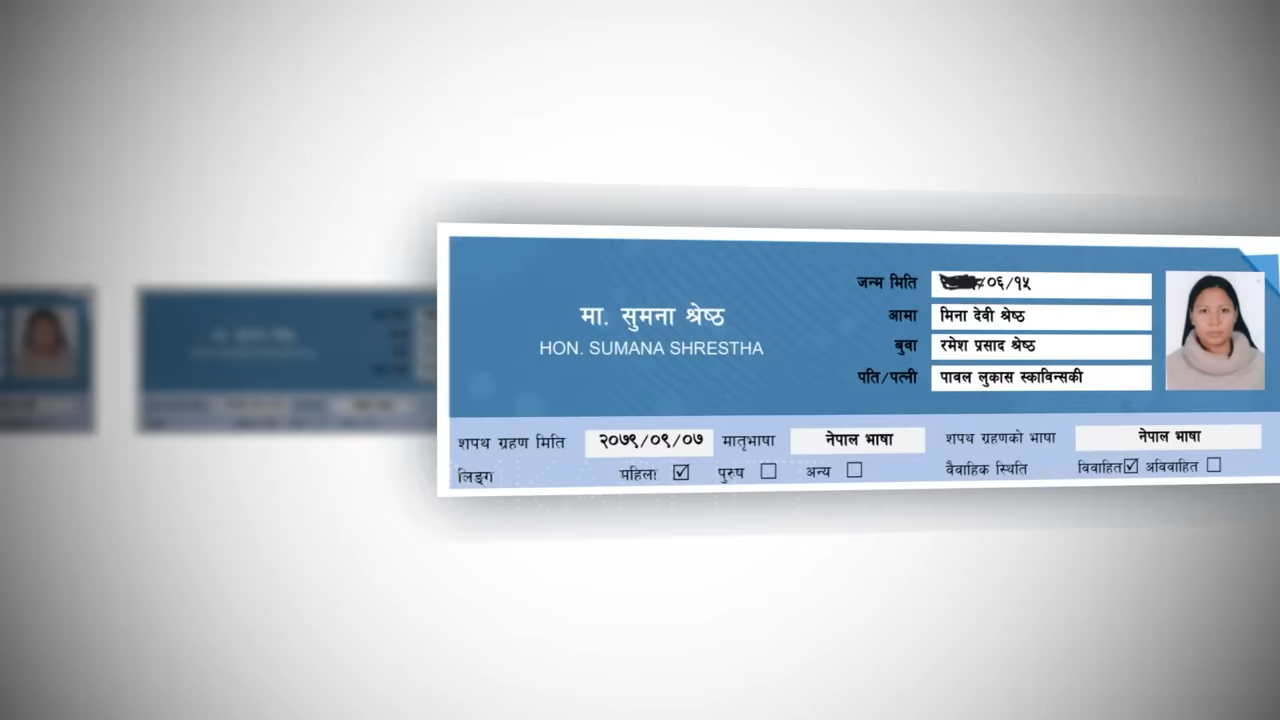 मा. सुमना श्रेष्ठ
HON. SUMANA SHRESTHA
जन्म मिति /०६/१५
आमा मिना देवी श्रेष्ठ
बुवा रमेश प्रसाद श्रेष्ठ
पति/पत्नी पावल लुकास स्काविन्सकी
शपथ ग्रहण मिति २०७९/०९/०७ मातृभाषा नेपाल भाषा शपथ ग्रहणको भाषा नेपाल भाषा
लिङ्ग महिला ☑ पुरुष ☐ अन्य ☐ वैवाहिक स्थिति विवाहित ☑ अविवाहित ☐